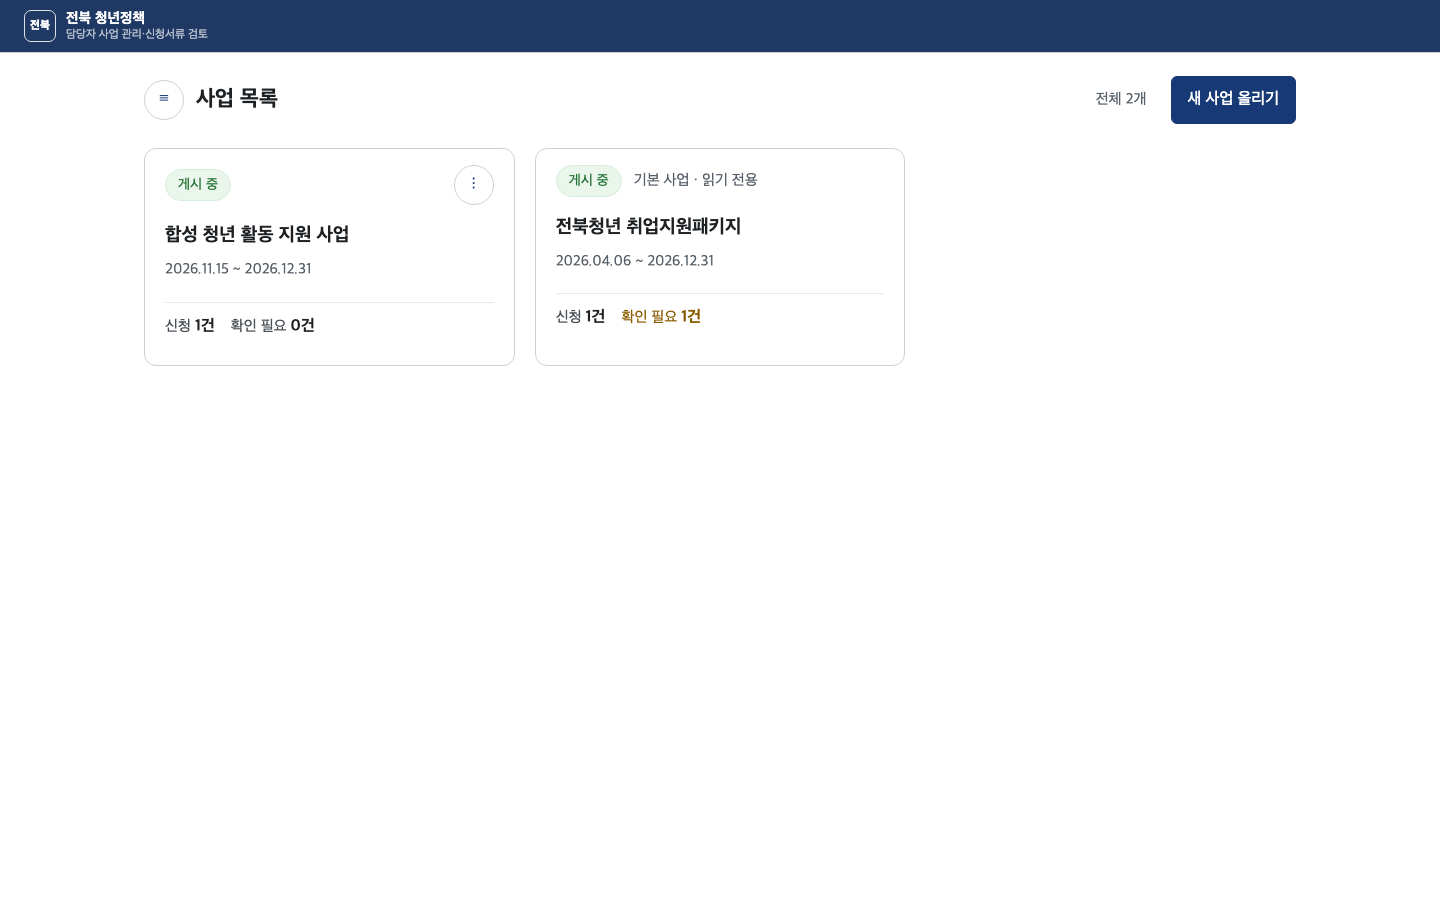 전북
전북 청년정책
담당자 사업 관리·신청서류 검토
사업 목록
전체 2개
새 사업 올리기
게시 중
합성 청년 활동 지원 사업
2026.11.15 ~ 2026.12.31
신청 1건 확인 필요 0건
게시 중 기본 사업 · 읽기 전용
전북청년 취업지원패키지
2026.04.06 ~ 2026.12.31
신청 1건 확인 필요 1건